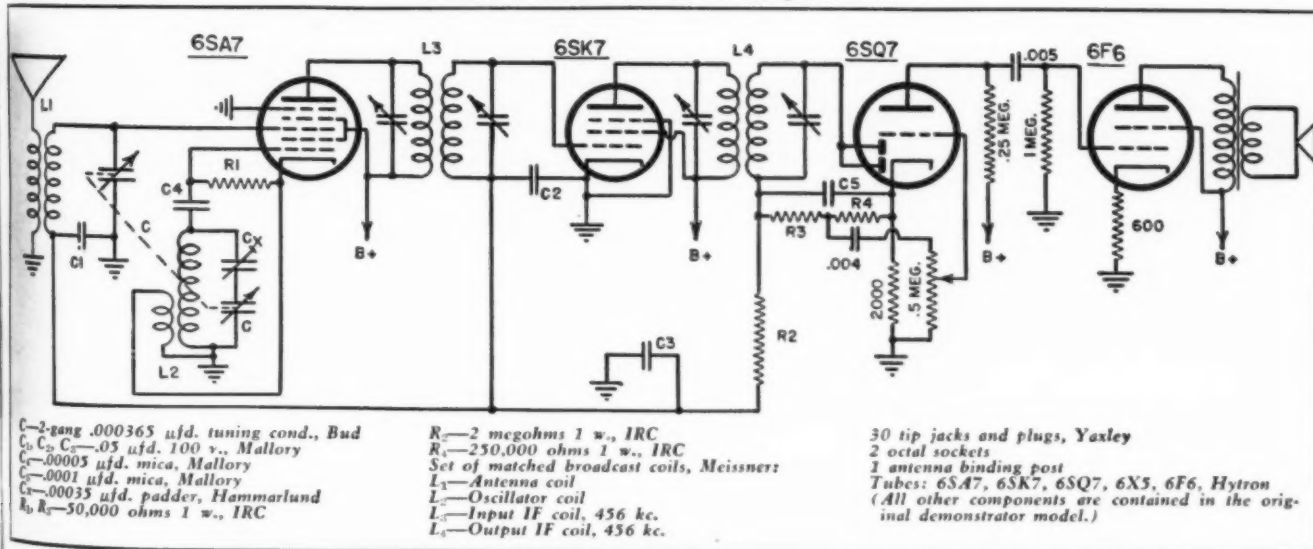 6SA7
L3
6SK7
L4
6SQ7
.005
6F6
L1
R1
C4
C
C1
CX
C
L2
B+
C2
B+
C5
R3
R4
.004
2000
.5 MEG.
.25 MEG.
1 MEG.
B+
600
B+
R2
C3
C—2-gang .000365 µfd. tuning cond., Bud
C₁, C₂, C₃—.05 µfd. 100 v., Mallory
C₄—.00005 µfd. mica, Mallory
C₅—.0001 µfd. mica, Mallory
Cx—.00035 µfd. padder, Hammarlund
R₁, R₃—50,000 ohms 1 w., IRC
R₂—2 megohms 1 w., IRC
R₄—250,000 ohms 1 w., IRC
Set of matched broadcast coils, Meissner:
L₁—Antenna coil
L₂—Oscillator coil
L₃—Input IF coil, 456 kc.
L₄—Output IF coil, 456 kc.
30 tip jacks and plugs, Yaxley
2 octal sockets
1 antenna binding post
Tubes: 6SA7, 6SK7, 6SQ7, 6X5, 6F6, Hytron
(All other components are contained in the orig-
inal demonstrator model.)